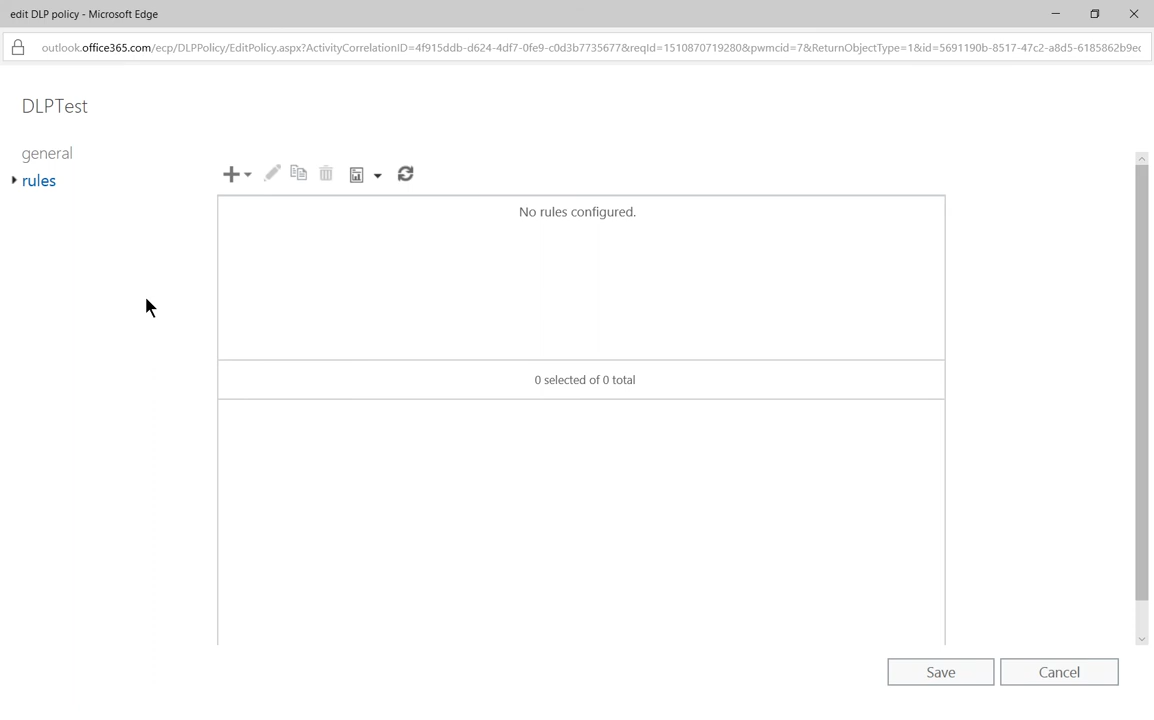 edit DLP policy - Microsoft Edge
outlook.office365.com/ecp/DLPPolicy/EditPolicy.aspx?ActivityCorrelationID=4f915ddb-d624-4df7-0fe9-c0d3b7735677&reqId=1510870719280&pwmcid=7&ReturnObjectType=1&id=5691190b-8517-47c2-a8d5-6185862b9ec
DLPTest
general
rules
No rules configured.
0 selected of 0 total
Save
Cancel